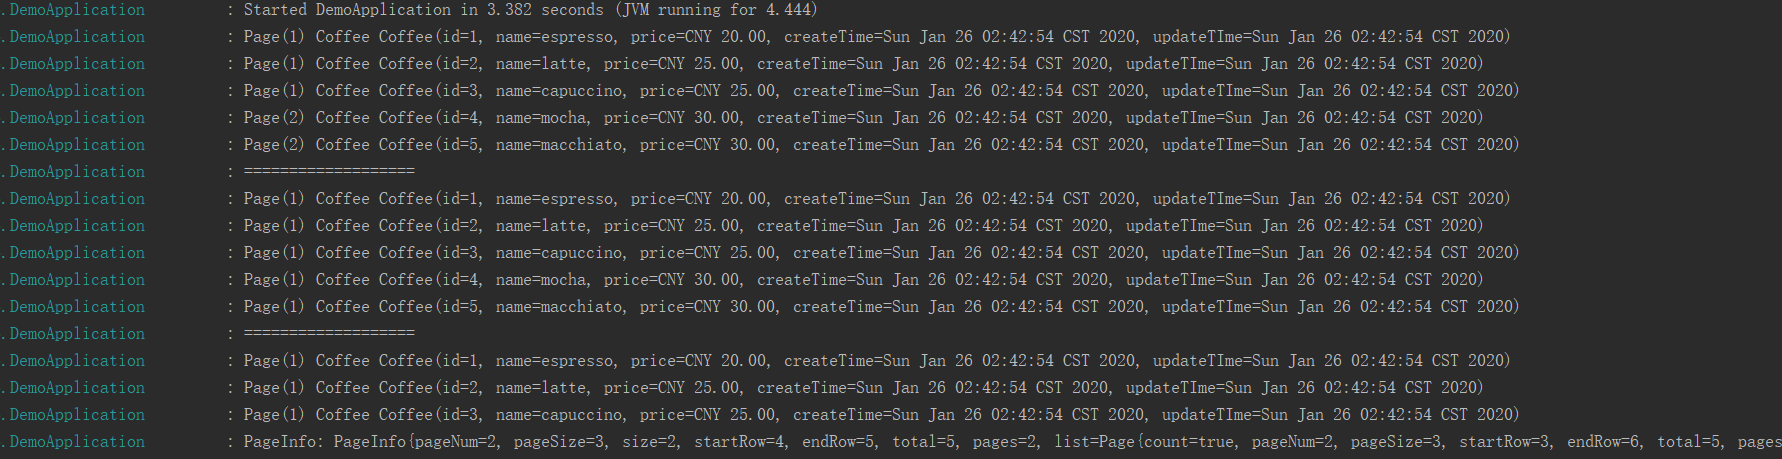 .DemoApplication : Started DemoApplication in 3.382 seconds (JVM running for 4.444)
.DemoApplication : Page(1) Coffee Coffee(id=1, name=espresso, price=CNY 20.00, createTime=Sun Jan 26 02:42:54 CST 2020, updateTIme=Sun Jan 26 02:42:54 CST 2020)
.DemoApplication : Page(1) Coffee Coffee(id=2, name=latte, price=CNY 25.00, createTime=Sun Jan 26 02:42:54 CST 2020, updateTIme=Sun Jan 26 02:42:54 CST 2020)
.DemoApplication : Page(1) Coffee Coffee(id=3, name=capuccino, price=CNY 25.00, createTime=Sun Jan 26 02:42:54 CST 2020, updateTIme=Sun Jan 26 02:42:54 CST 2020)
.DemoApplication : Page(2) Coffee Coffee(id=4, name=mocha, price=CNY 30.00, createTime=Sun Jan 26 02:42:54 CST 2020, updateTIme=Sun Jan 26 02:42:54 CST 2020)
.DemoApplication : Page(2) Coffee Coffee(id=5, name=macchiato, price=CNY 30.00, createTime=Sun Jan 26 02:42:54 CST 2020, updateTIme=Sun Jan 26 02:42:54 CST 2020)
.DemoApplication : ===================
.DemoApplication : Page(1) Coffee Coffee(id=1, name=espresso, price=CNY 20.00, createTime=Sun Jan 26 02:42:54 CST 2020, updateTIme=Sun Jan 26 02:42:54 CST 2020)
.DemoApplication : Page(1) Coffee Coffee(id=2, name=latte, price=CNY 25.00, createTime=Sun Jan 26 02:42:54 CST 2020, updateTIme=Sun Jan 26 02:42:54 CST 2020)
.DemoApplication : Page(1) Coffee Coffee(id=3, name=capuccino, price=CNY 25.00, createTime=Sun Jan 26 02:42:54 CST 2020, updateTIme=Sun Jan 26 02:42:54 CST 2020)
.DemoApplication : Page(1) Coffee Coffee(id=4, name=mocha, price=CNY 30.00, createTime=Sun Jan 26 02:42:54 CST 2020, updateTIme=Sun Jan 26 02:42:54 CST 2020)
.DemoApplication : Page(1) Coffee Coffee(id=5, name=macchiato, price=CNY 30.00, createTime=Sun Jan 26 02:42:54 CST 2020, updateTIme=Sun Jan 26 02:42:54 CST 2020)
.DemoApplication : ===================
.DemoApplication : Page(1) Coffee Coffee(id=1, name=espresso, price=CNY 20.00, createTime=Sun Jan 26 02:42:54 CST 2020, updateTIme=Sun Jan 26 02:42:54 CST 2020)
.DemoApplication : Page(1) Coffee Coffee(id=2, name=latte, price=CNY 25.00, createTime=Sun Jan 26 02:42:54 CST 2020, updateTIme=Sun Jan 26 02:42:54 CST 2020)
.DemoApplication : Page(1) Coffee Coffee(id=3, name=capuccino, price=CNY 25.00, createTime=Sun Jan 26 02:42:54 CST 2020, updateTIme=Sun Jan 26 02:42:54 CST 2020)
.DemoApplication : PageInfo: PageInfo{pageNum=2, pageSize=3, size=2, startRow=4, endRow=5, total=5, pages=2, list=Page{count=true, pageNum=2, pageSize=3, startRow=3, endRow=6, total=5, pages